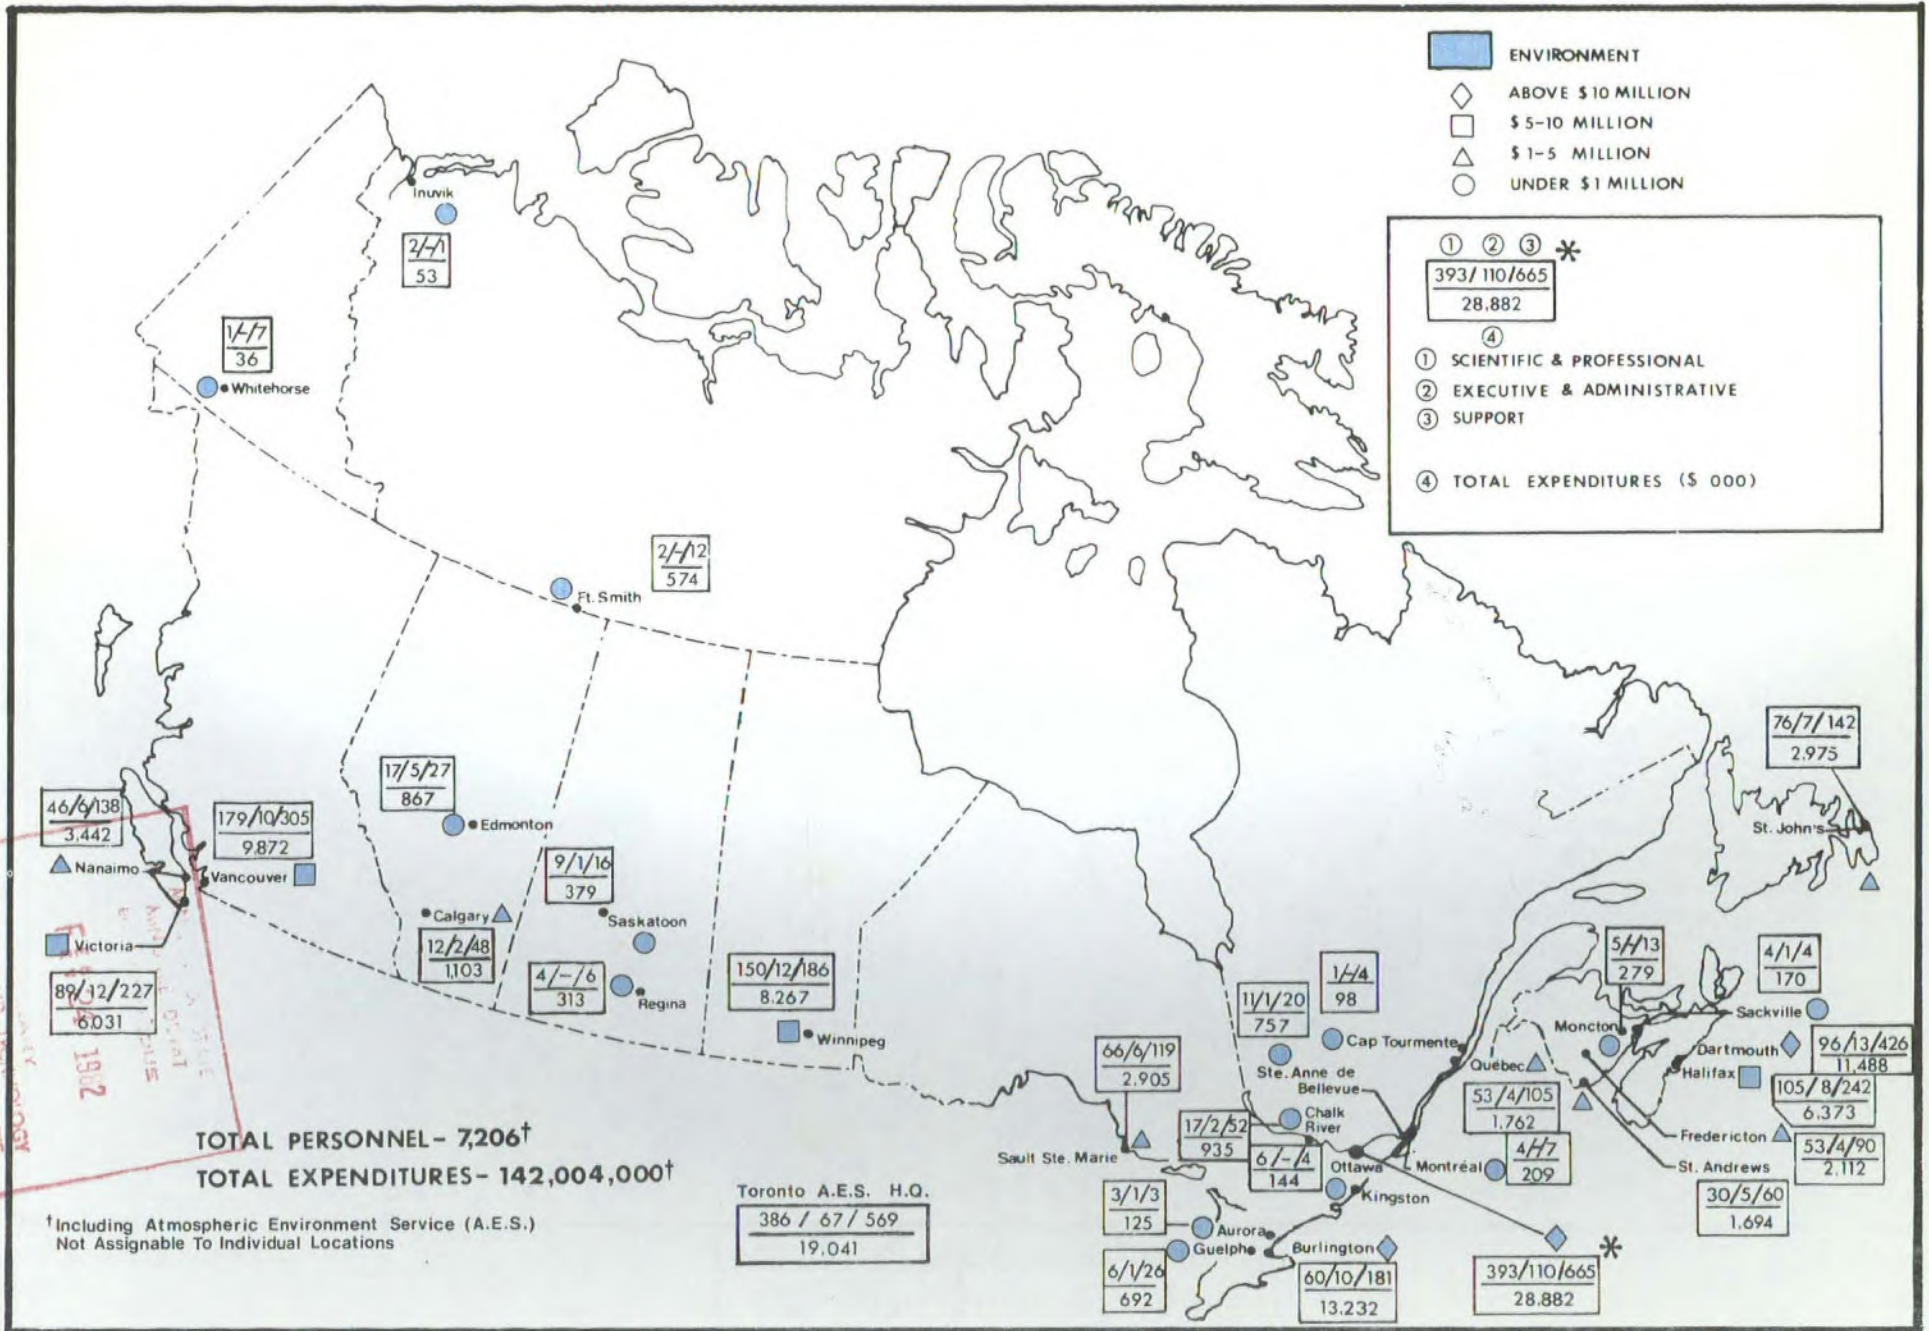 ENVIRONMENT
ABOVE $10 MILLION
$5-10 MILLION
$1-5 MILLION
UNDER $1 MILLION
① ② ③ *
393/110/665
28,882
④
① SCIENTIFIC & PROFESSIONAL
② EXECUTIVE & ADMINISTRATIVE
③ SUPPORT
④ TOTAL EXPENDITURES ($ 000)
Inuvik
2/-/1
53
1/-/7
36
Whitehorse
2/-/12
574
Ft. Smith
76/7/142
2.975
St. John's
17/5/27
867
Edmonton
46/6/138
3,442
Nanaimo
179/10/305
9.872
Vancouver
Victoria
89/12/227
6.031
9/1/16
379
Saskatoon
Calgary
12/2/48
1,103
4/-/6
313
Regina
150/12/186
8.267
Winnipeg
66/6/119
2.905
Sault Ste. Marie
11/1/20
757
Ste. Anne de
Bellevue
1/-/4
98
Cap Tourmente
Chalk
River
17/2/52
935
6/-/4
144
Ottawa
Kingston
Montréal
4/-/7
209
Québec
53/4/105
1.762
5/-/13
279
Moncton
4/1/4
170
Sackville
Dartmouth
96/13/426
11,488
Halifax
105/8/242
6.373
Fredericton
53/4/90
2.112
St. Andrews
30/5/60
1.694
3/1/3
125
Aurora
Guelph
6/1/26
692
Burlington
60/10/181
13.232
*
393/110/665
28.882
TOTAL PERSONNEL- 7,206†
TOTAL EXPENDITURES- 142,004,000†
†Including Atmospheric Environment Service (A.E.S.)
Not Assignable To Individual Locations
Toronto A.E.S. H.Q.
386 / 67 / 569
19.041
1982